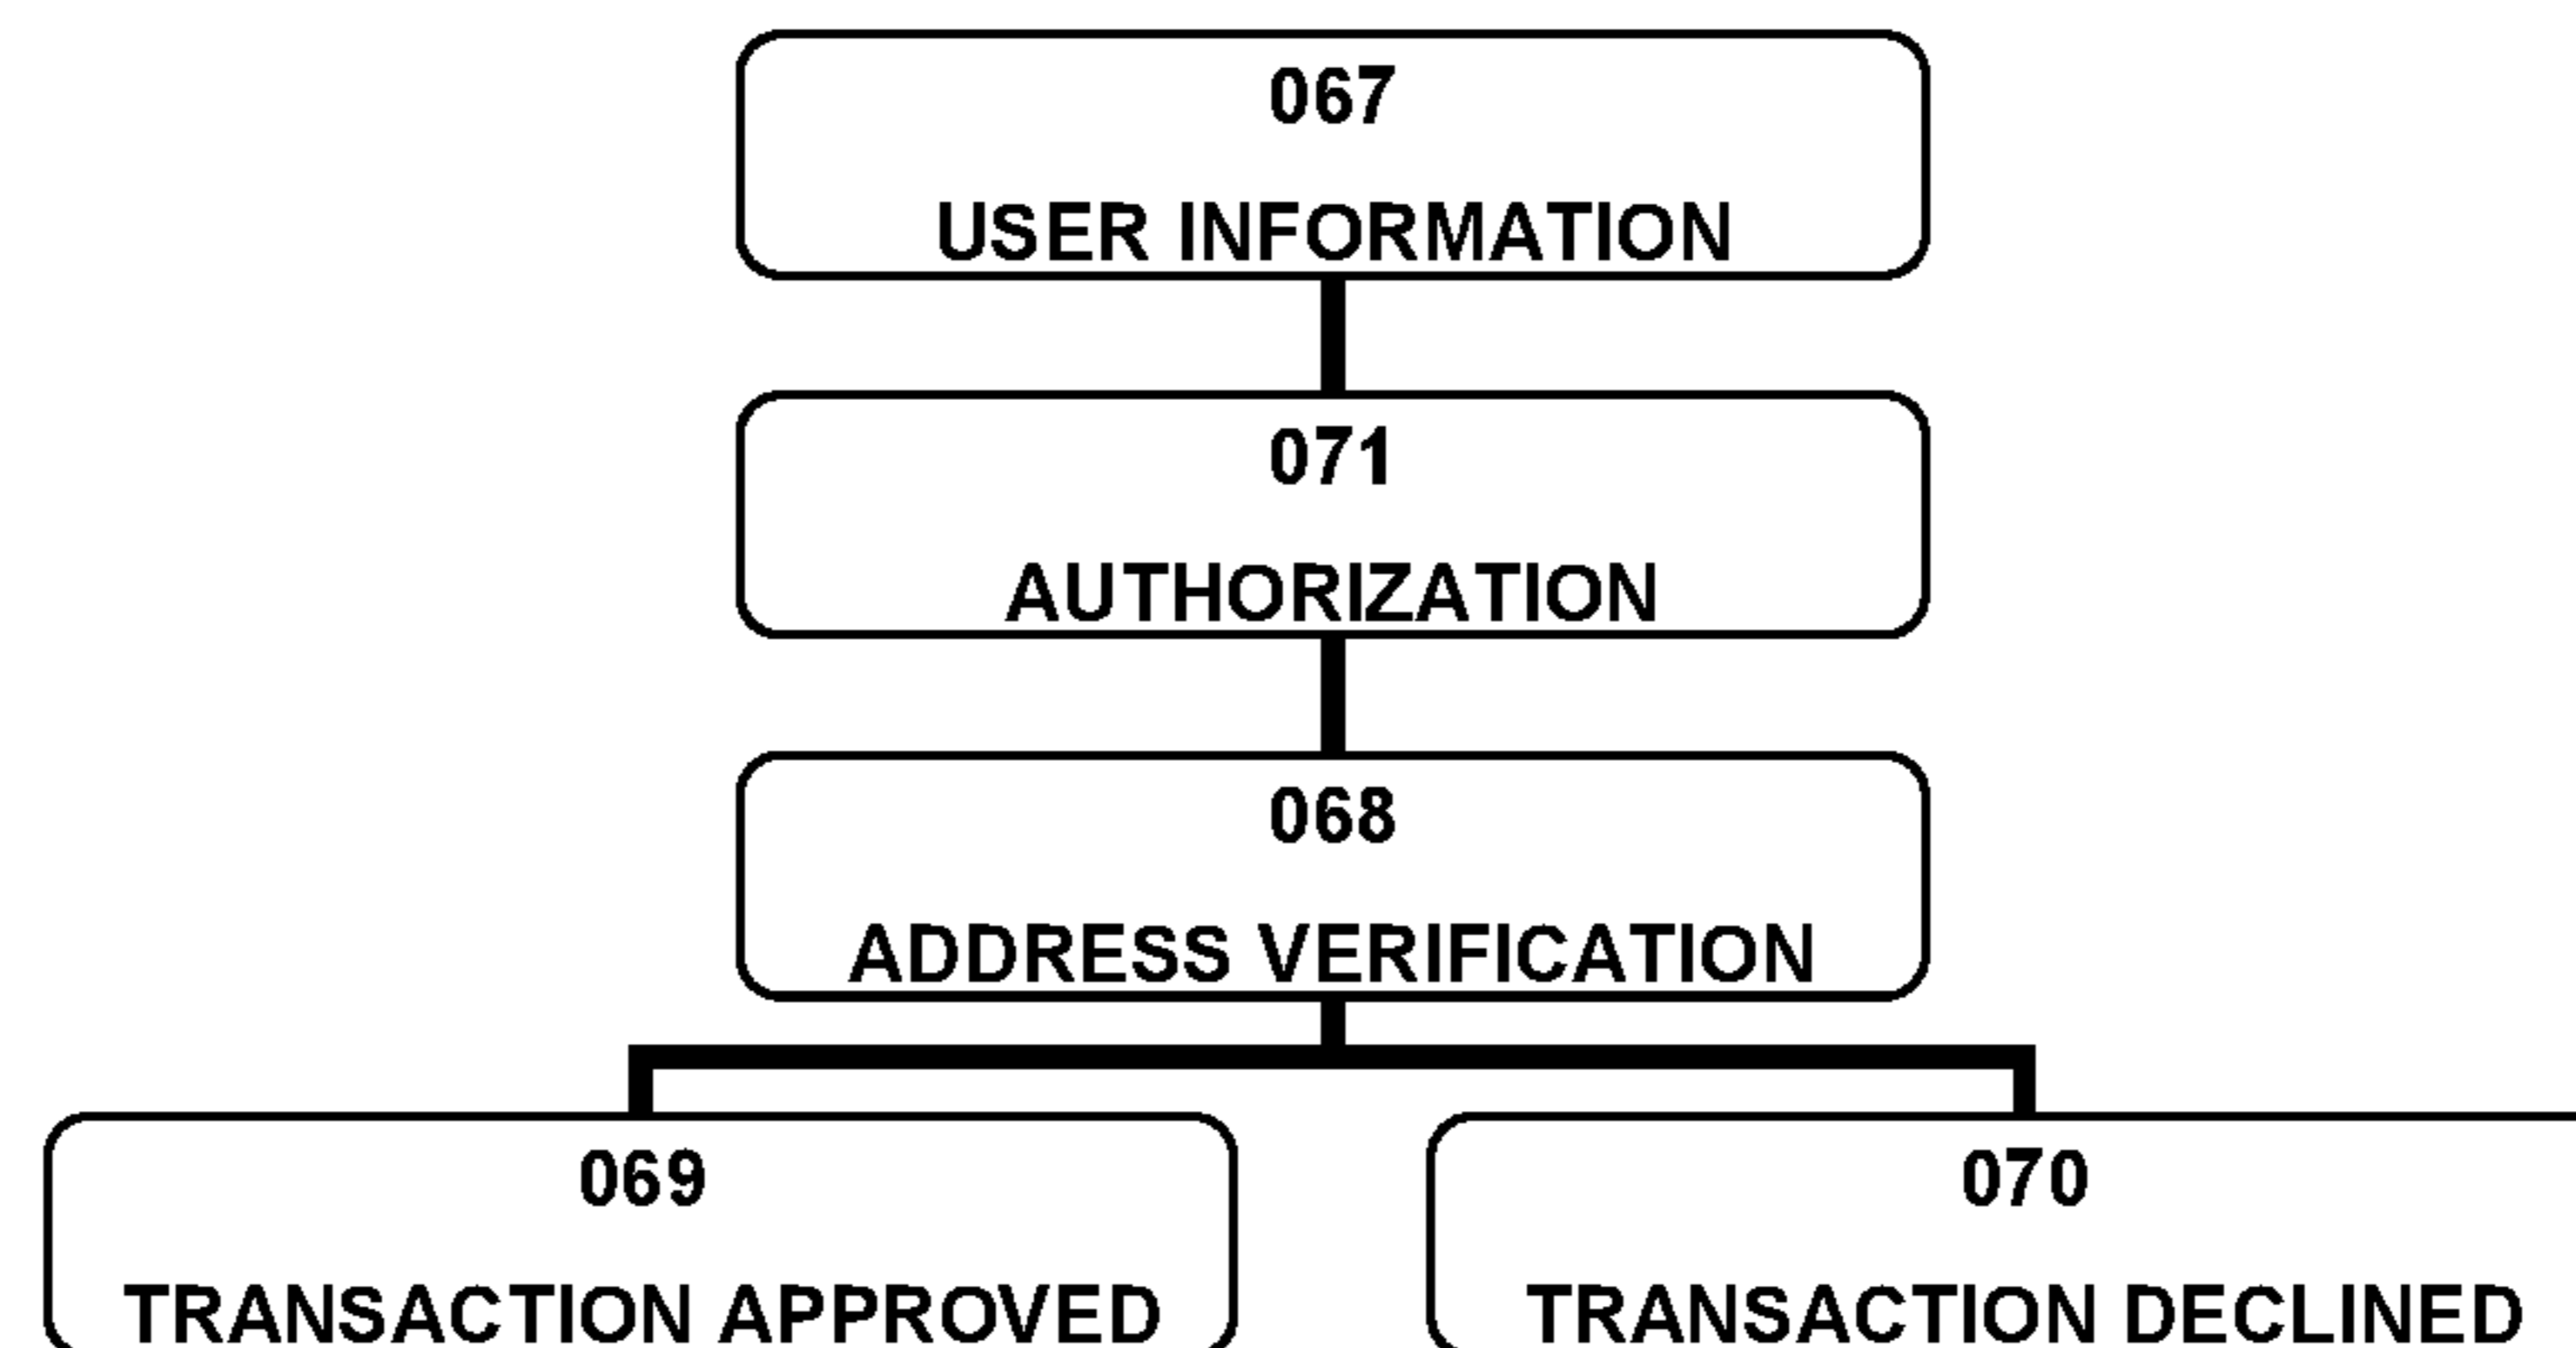 067
USER INFORMATION
071
AUTHORIZATION
068
ADDRESS VERIFICATION
069
TRANSACTION APPROVED
070
TRANSACTION DECLINED